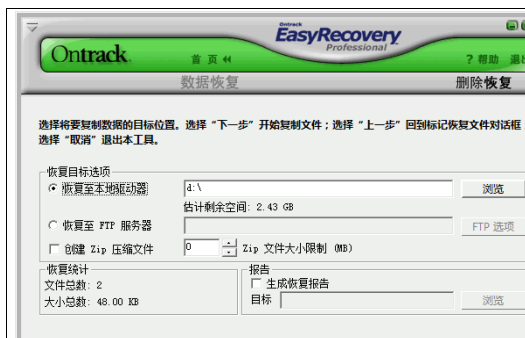 Ontrack
EasyRecovery
Professional
Ontrack
首 页
? 帮助 退出
数据恢复
删除恢复
选择将要复制数据的目标位置。选择“下一步”开始复制文件；选择“上一步”回到标记恢复文件对话框；
选择“取消”退出本工具。
恢复目标选项
恢复至本地驱动器 d:\ 浏览
估计剩余空间: 2.43 GB
恢复至 FTP 服务器 FTP 选项
创建 Zip 压缩文件 0 Zip 文件大小限制 (MB)
恢复统计
文件总数: 2
大小总数: 48.00 KB
报告
生成恢复报告
目标 浏览